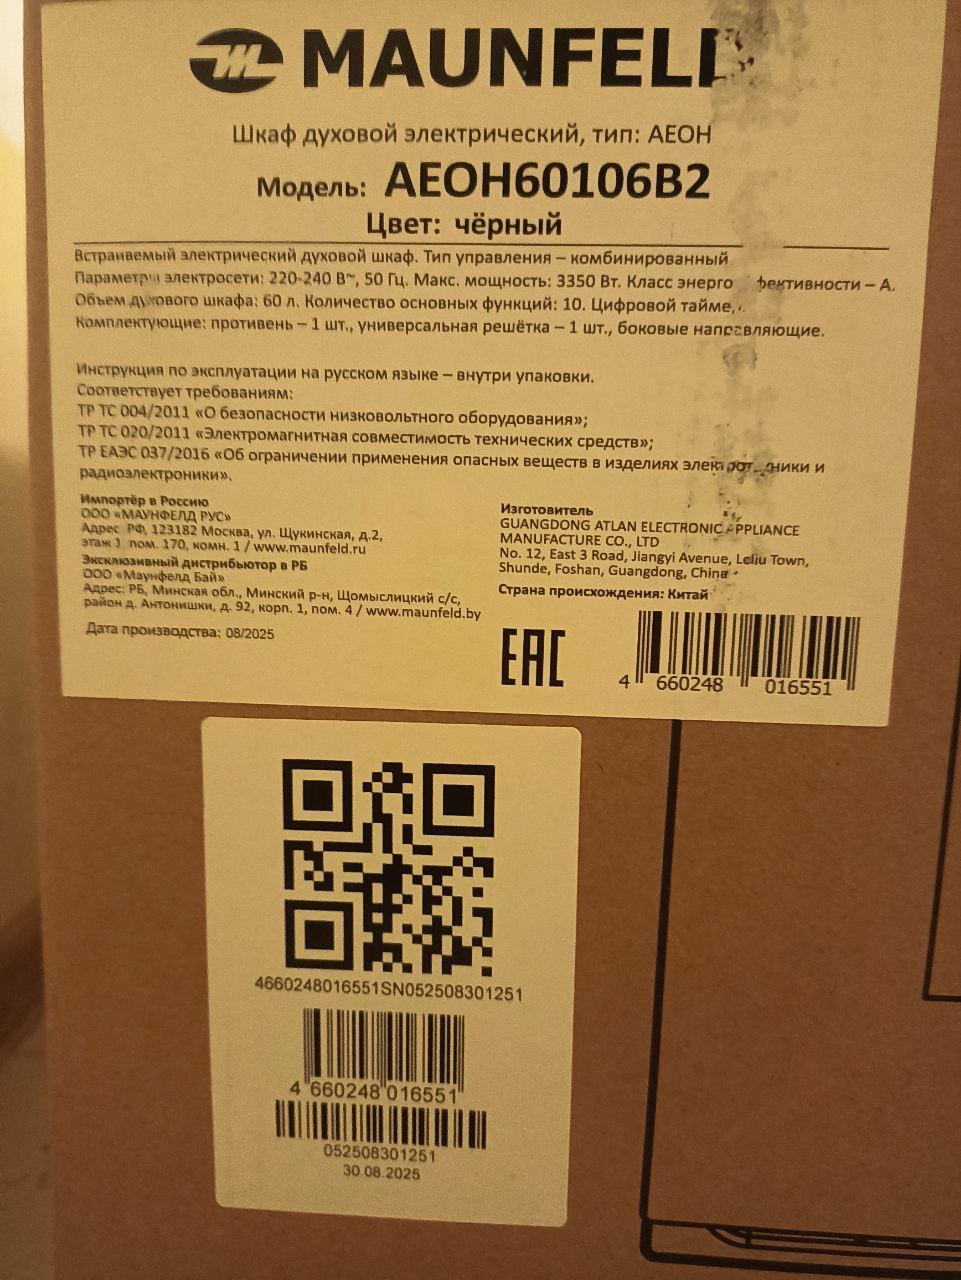 MAUNFELD
Шкаф духовой электрический, тип: AEOH
Модель: AEOH60106B2
Цвет: чёрный
Встраиваемый электрический духовой шкаф. Тип управления – комбинированный
Параметры электросети: 220-240 В~, 50 Гц. Макс. мощность: 3350 Вт. Класс энерго фективности – А.
Объем духового шкафа: 60 л. Количество основных функций: 10. Цифровой таймер.
Комплектующие: противень – 1 шт., универсальная решётка – 1 шт., боковые направляющие.
Инструкция по эксплуатации на русском языке – внутри упаковки.
Соответствует требованиям:
ТР ТС 004/2011 «О безопасности низковольтного оборудования»;
ТР ТС 020/2011 «Электромагнитная совместимость технических средств»;
ТР ЕАЭС 037/2016 «Об ограничении применения опасных веществ в изделиях электротехники и
радиоэлектроники».
Импортёр в Россию
ООО «МАУНФЕЛД РУС»
Адрес: РФ, 123182 Москва, ул. Щукинская, д.2,
этаж 1 пом. 170, комн. 1 / www.maunfeld.ru
Эксклюзивный дистрибьютор в РБ
ООО «Маунфелд Бай»
Адрес: РБ, Минская обл., Минский р-н, Щомыслицкий с/с,
район д. Антонишки, д. 92, корп. 1, пом. 4 / www.maunfeld.by
Дата производства: 08/2025
Изготовитель
GUANGDONG ATLAN ELECTRONIC APPLIANCE
MANUFACTURE CO., LTD
No. 12, East 3 Road, Jiangyi Avenue, Leliu Town,
Shunde, Foshan, Guangdong, China
Страна происхождения: Китай
EAC
4 660248 016551
4660248016551SN052508301251
4 660248 016551
052508301251
30.08.2025